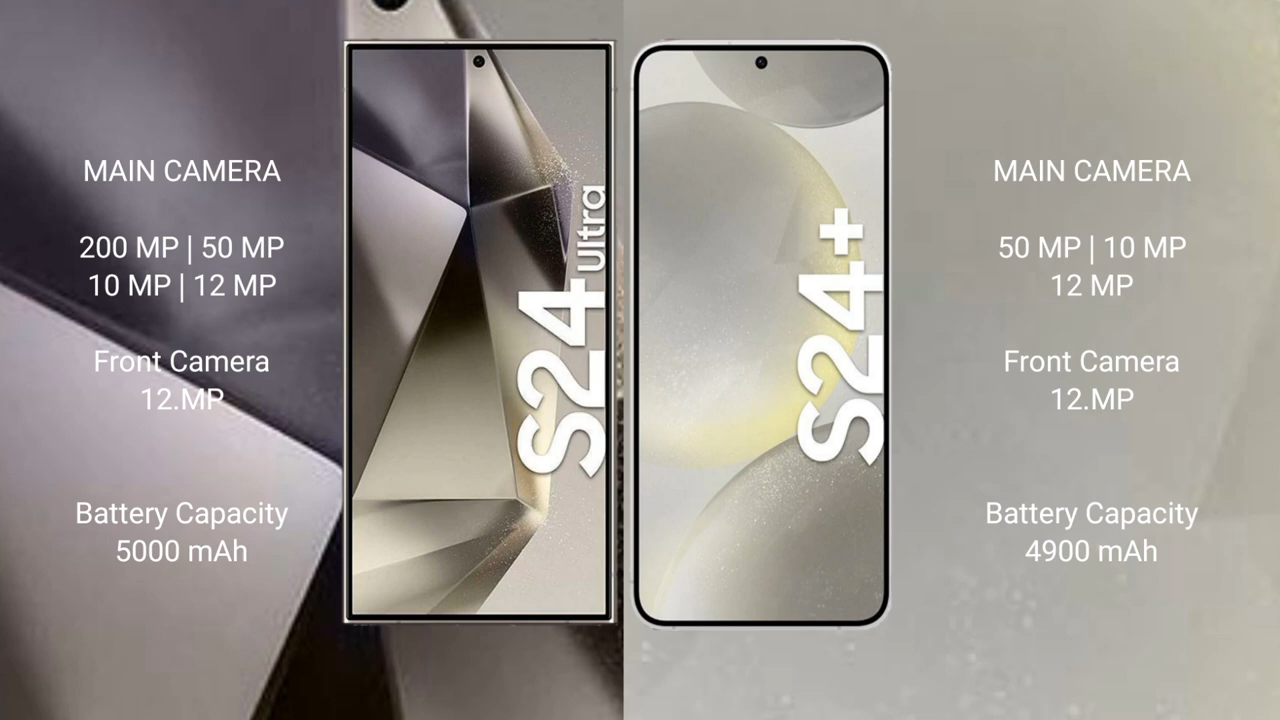 MAIN CAMERA
200 MP | 50 MP
10 MP | 12 MP
Front Camera
12.MP
Battery Capacity
5000 mAh
S24 Ultra
S24+
MAIN CAMERA
50 MP | 10 MP
12 MP
Front Camera
12.MP
Battery Capacity
4900 mAh